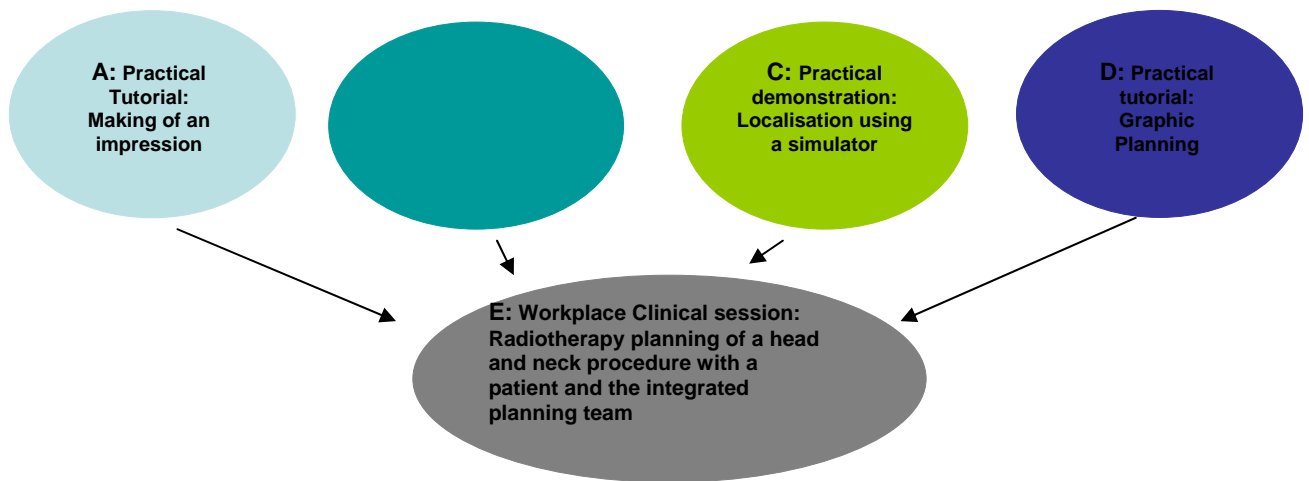 A: Practical
Tutorial:
Making of an
impression
C: Practical
demonstration:
Localisation using
a simulator
D: Practical
tutorial:
Graphic
Planning
E: Workplace Clinical session:
Radiotherapy planning of a head
and neck procedure with a
patient and the integrated
planning team